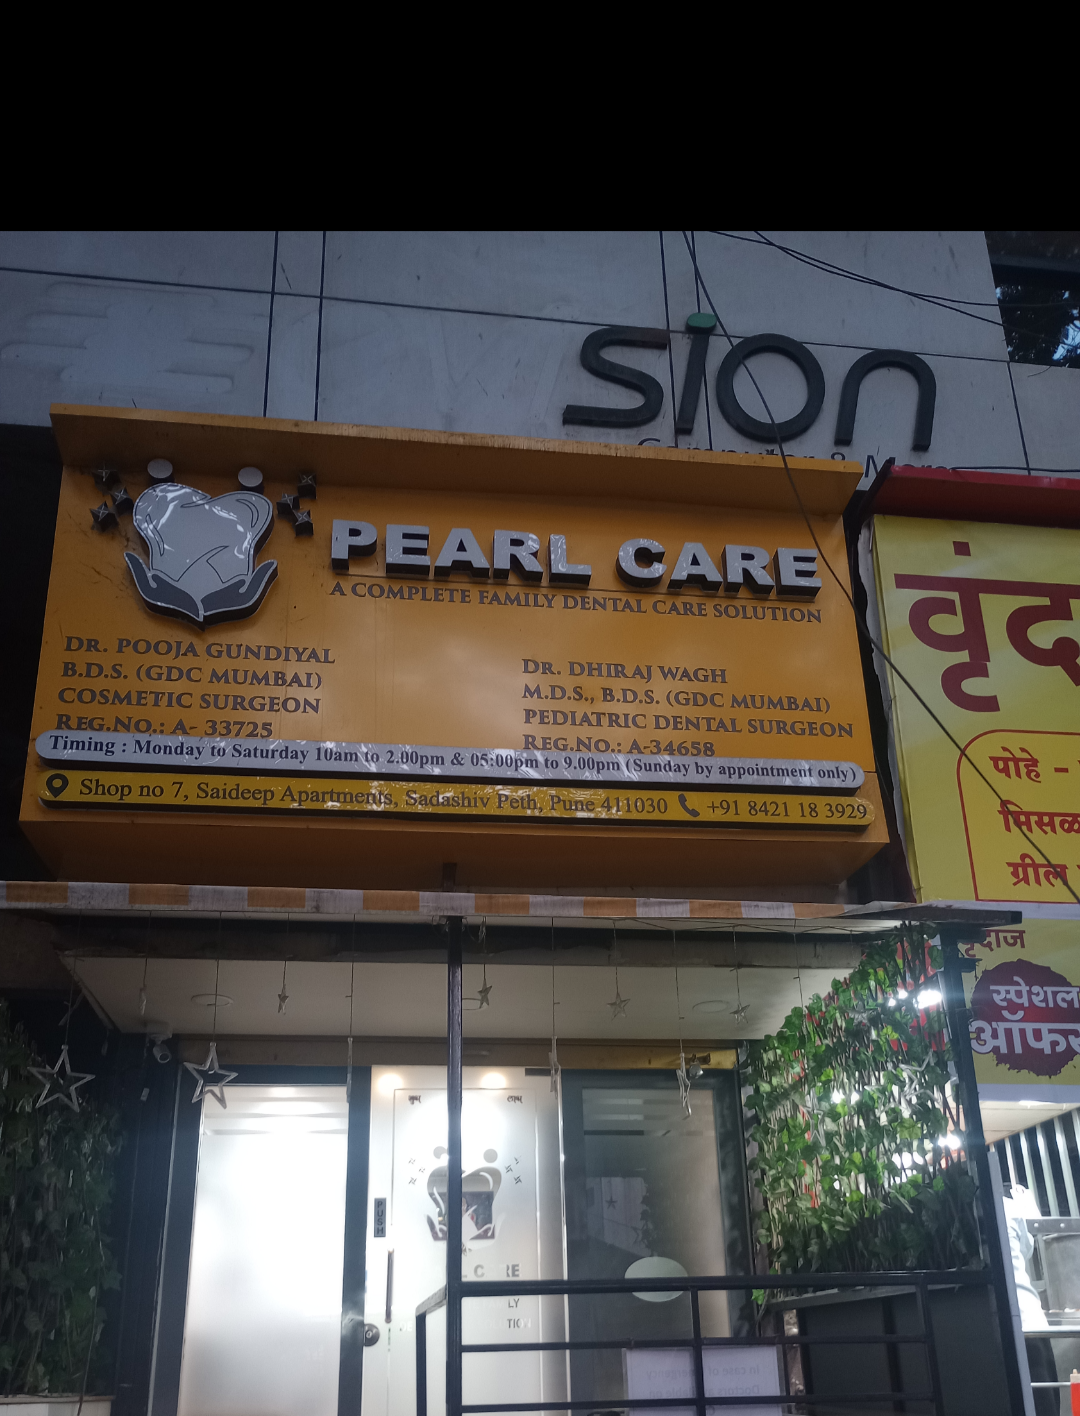 sion
PEARL CARE
A COMPLETE FAMILY DENTAL CARE SOLUTION
DR. POOJA GUNDIYAL
B.D.S. (GDC MUMBAI)
COSMETIC SURGEON
REG.NO.: A- 33725
DR. DHIRAJ WAGH
M.D.S., B.D.S. (GDC MUMBAI)
PEDIATRIC DENTAL SURGEON
REG.NO.: A-34658
Timing : Monday to Saturday 10am to 2.00pm & 05:00pm to 9.00pm (Sunday by appointment only)
Shop no 7, Saideep Apartments, Sadashiv Peth, Pune 411030 +91 8421 18 3929
पोहे -
ग्रील
स्पेशल
शुभ लाभ
PUSH